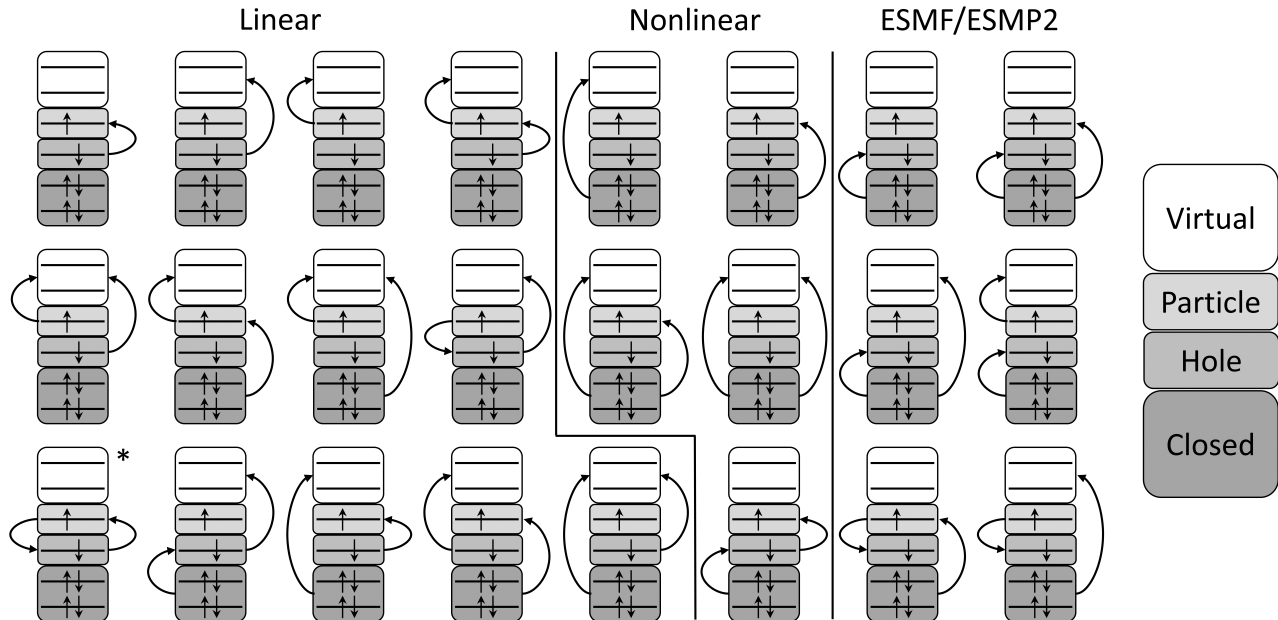 Linear
Nonlinear
ESMF/ESMP2
Virtual
Particle
Hole
Closed
*